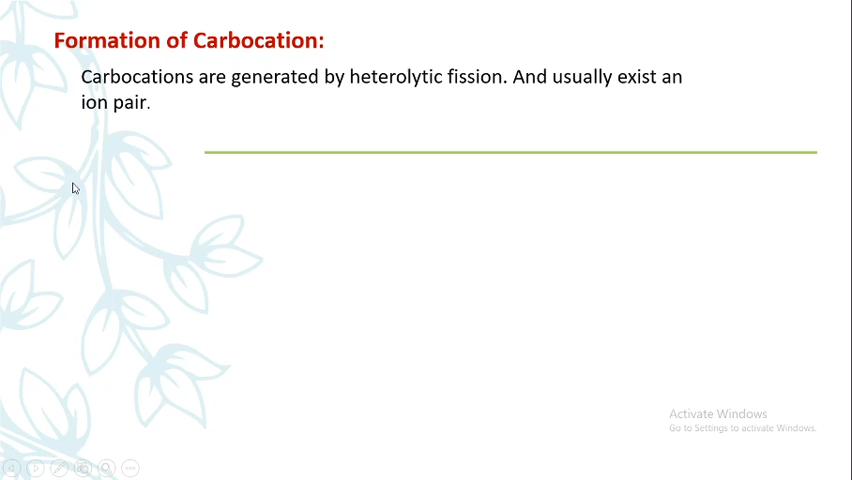 Formation of Carbocation:
Carbocations are generated by heterolytic fission. And usually exist an
ion pair.
Activate Windows
Go to Settings to activate Windows.